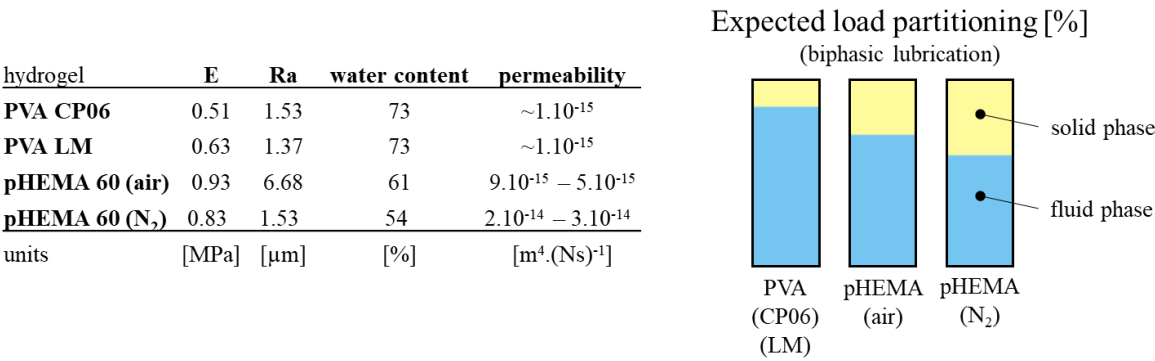 hydrogel E Ra water content permeability
PVA CP06 0.51 1.53 73 ~1.10⁻¹⁵
PVA LM 0.63 1.37 73 ~1.10⁻¹⁵
pHEMA 60 (air) 0.93 6.68 61 9.10⁻¹⁵ – 5.10⁻¹⁵
pHEMA 60 (N₂) 0.83 1.53 54 2.10⁻¹⁴ – 3.10⁻¹⁴
units [MPa] [µm] [%] [m⁴.(Ns)⁻¹]
Expected load partitioning [%]
(biphasic lubrication)
solid phase
fluid phase
PVA
(CP06)
(LM)
pHEMA
(air)
pHEMA
(N₂)